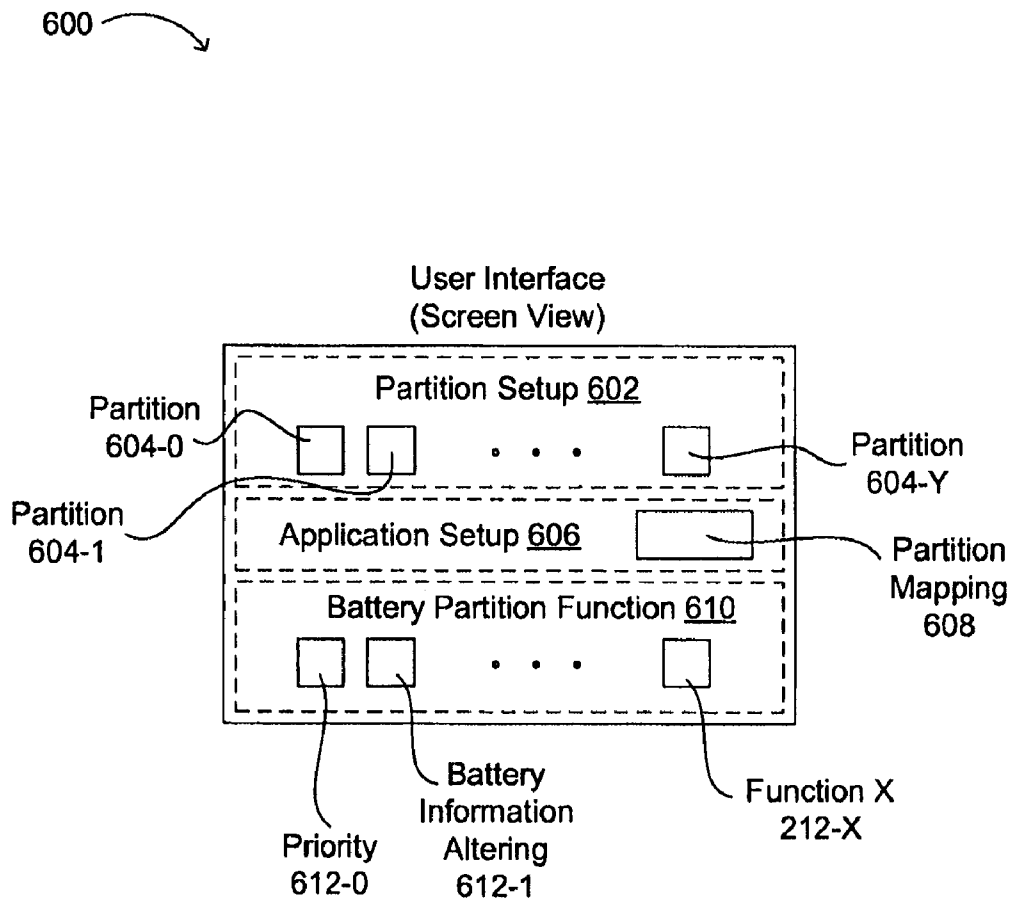 600
User Interface
(Screen View)
Partition Setup 602
Partition
604-0
Partition
604-Y
Partition
604-1
Application Setup 606
Partition
Mapping
608
Battery Partition Function 610
Battery
Information
Altering
612-1
Function X
212-X
Priority
612-0